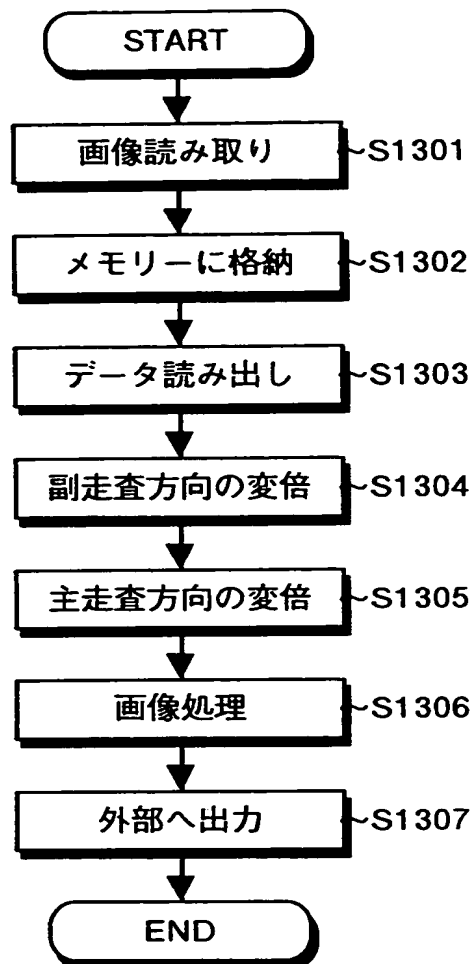 START
画像読み取り ~S1301
メモリーに格納 ~S1302
データ読み出し ~S1303
副走査方向の変倍 ~S1304
主走査方向の変倍 ~S1305
画像処理 ~S1306
外部へ出力 ~S1307
END